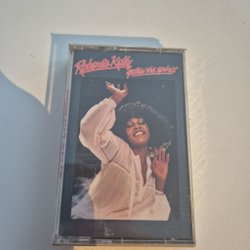 Roberta Kelly
gettin' the spirit